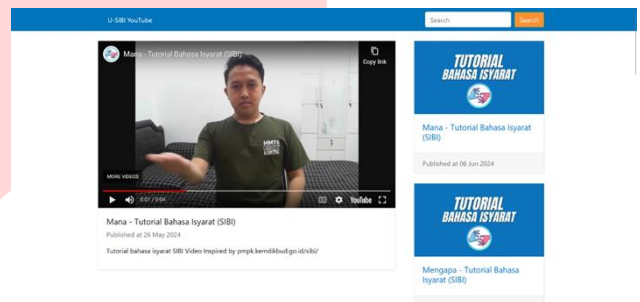 U-SIBI YouTube
Search
Search
Mana - Tutorial Bahasa Isyarat (SIBI)
Copy link
MORE VIDEOS
0:01 / 0:04
YouTube
Mana - Tutorial Bahasa Isyarat (SIBI)
Published at 26 May 2024
Tutorial bahasa isyarat SIBI Video Inspired by pmpk.kemdikbud.go.id/sibi/
TUTORIAL
BAHASA ISYARAT
Mana - Tutorial Bahasa Isyarat
(SIBI)
Published at 06 Jun 2024
TUTORIAL
BAHASA ISYARAT
Mengapa - Tutorial Bahasa
Isyarat (SIBI)